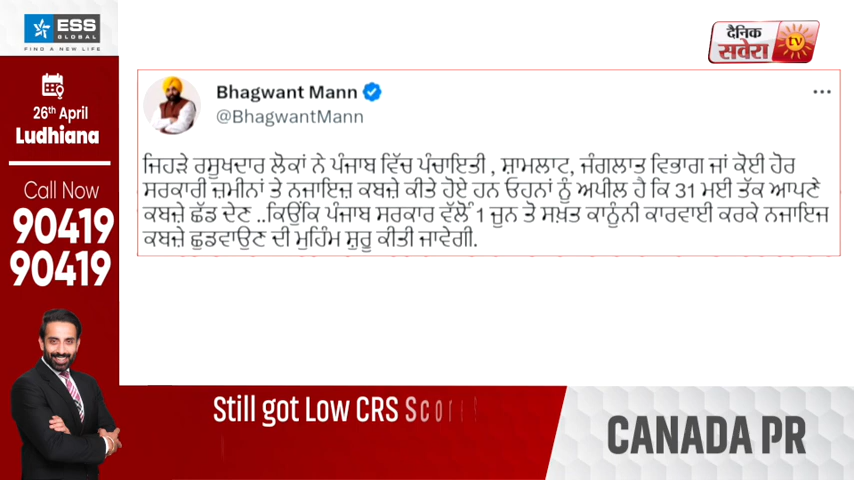 ESS
GLOBAL
FIND A NEW LIFE
26th April
Ludhiana
Call Now
90419
90419
ਦੈਨਿਕ
ਸਵੇਰਾ tv
Bhagwant Mann
@BhagwantMann
ਜਿਹੜੇ ਰਸੂਖਦਾਰ ਲੋਕਾਂ ਨੇ ਪੰਜਾਬ ਵਿੱਚ ਪੰਚਾਇਤੀ , ਸ਼ਾਮਲਾਟ, ਜੰਗਲਾਤ ਵਿਭਾਗ ਜਾਂ ਕੋਈ ਹੋਰ
ਸਰਕਾਰੀ ਜ਼ਮੀਨਾਂ ਤੇ ਨਜਾਇਜ਼ ਕਬਜ਼ੇ ਕੀਤੇ ਹੋਏ ਹਨ ਓਹਨਾਂ ਨੂੰ ਅਪੀਲ ਹੈ ਕਿ 31 ਮਈ ਤੱਕ ਆਪਣੇ
ਕਬਜ਼ੇ ਛੱਡ ਦੇਣ ..ਕਿਉਂਕਿ ਪੰਜਾਬ ਸਰਕਾਰ ਵੱਲੋਂ 1 ਜੂਨ ਤੋਂ ਸਖ਼ਤ ਕਾਨੂੰਨੀ ਕਾਰਵਾਈ ਕਰਕੇ ਨਜਾਇਜ
ਕਬਜ਼ੇ ਛੁਡਵਾਉਣ ਦੀ ਮੁਹਿੰਮ ਸ਼ੁਰੂ ਕੀਤੀ ਜਾਵੇਗੀ.
Still got Low CRS Scor
CANADA PR